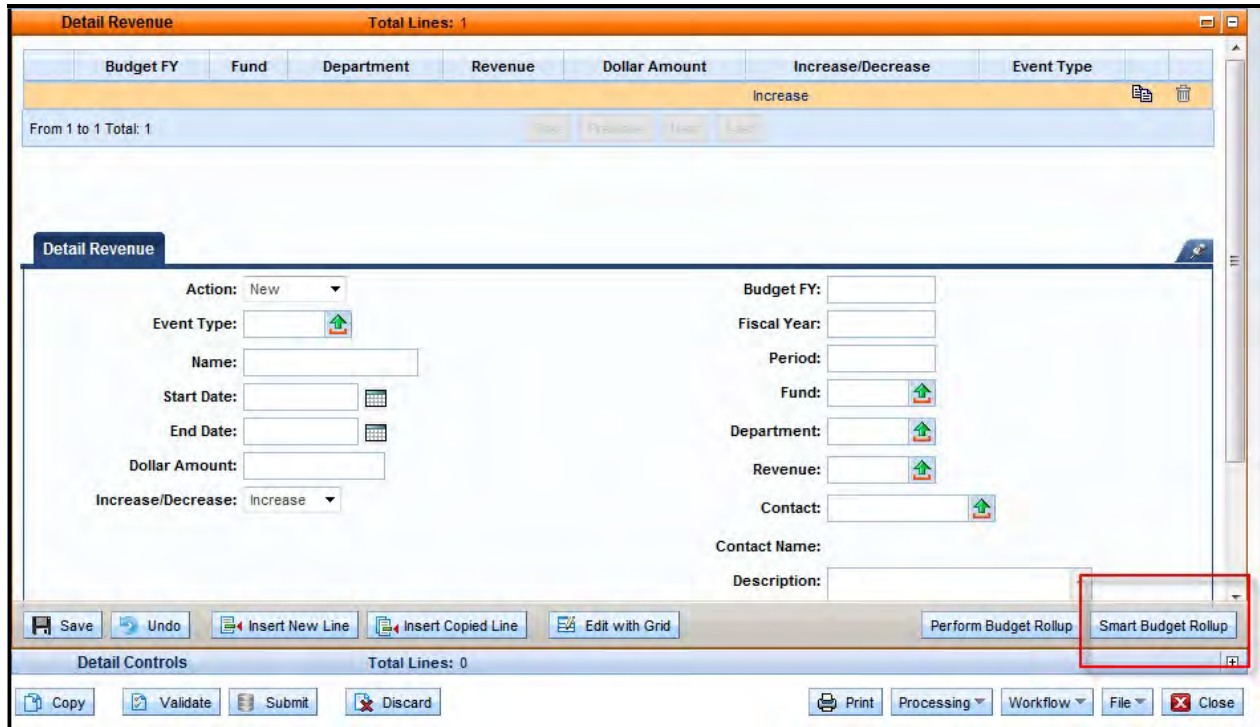 Detail Revenue Total Lines: 1
Budget FY Fund Department Revenue Dollar Amount Increase/Decrease Event Type
Increase
From 1 to 1 Total: 1 First Previous Next Last
Detail Revenue
Action: New
Event Type:
Name:
Start Date:
End Date:
Dollar Amount:
Increase/Decrease: Increase
Budget FY:
Fiscal Year:
Period:
Fund:
Department:
Revenue:
Contact:
Contact Name:
Description:
Save Undo Insert New Line Insert Copied Line Edit with Grid Perform Budget Rollup Smart Budget Rollup
Detail Controls Total Lines: 0
Copy Validate Submit Discard Print Processing Workflow File Close